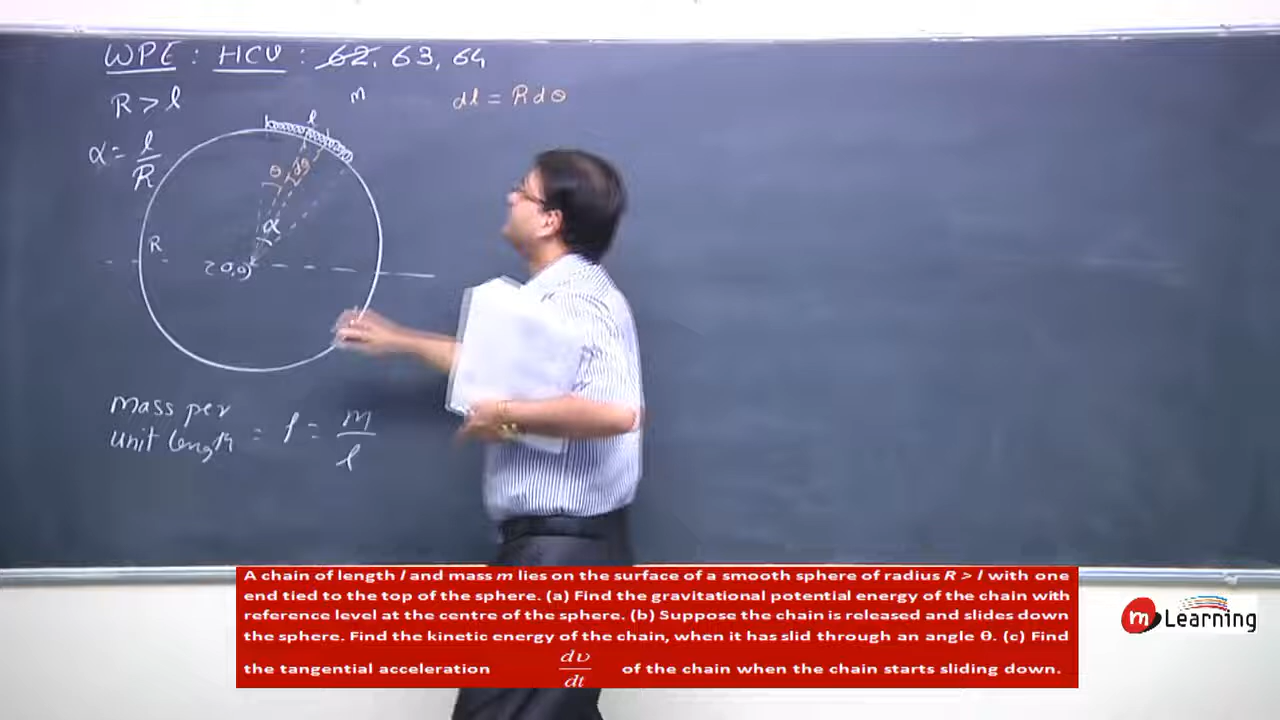 WPE : HCV : 62, 63, 64
R > l
m
dl = R dθ
l
α = l/R
θ
dθ
α
R
(0,0)
Mass per
unit length = ρ = m/l
A chain of length l and mass m lies on the surface of a smooth sphere of radius R > l with one
end tied to the top of the sphere. (a) Find the gravitational potential energy of the chain with
reference level at the centre of the sphere. (b) Suppose the chain is released and slides down
the sphere. Find the kinetic energy of the chain, when it has slid through an angle θ. (c) Find
the tangential acceleration dυ/dt of the chain when the chain starts sliding down.
m Learning